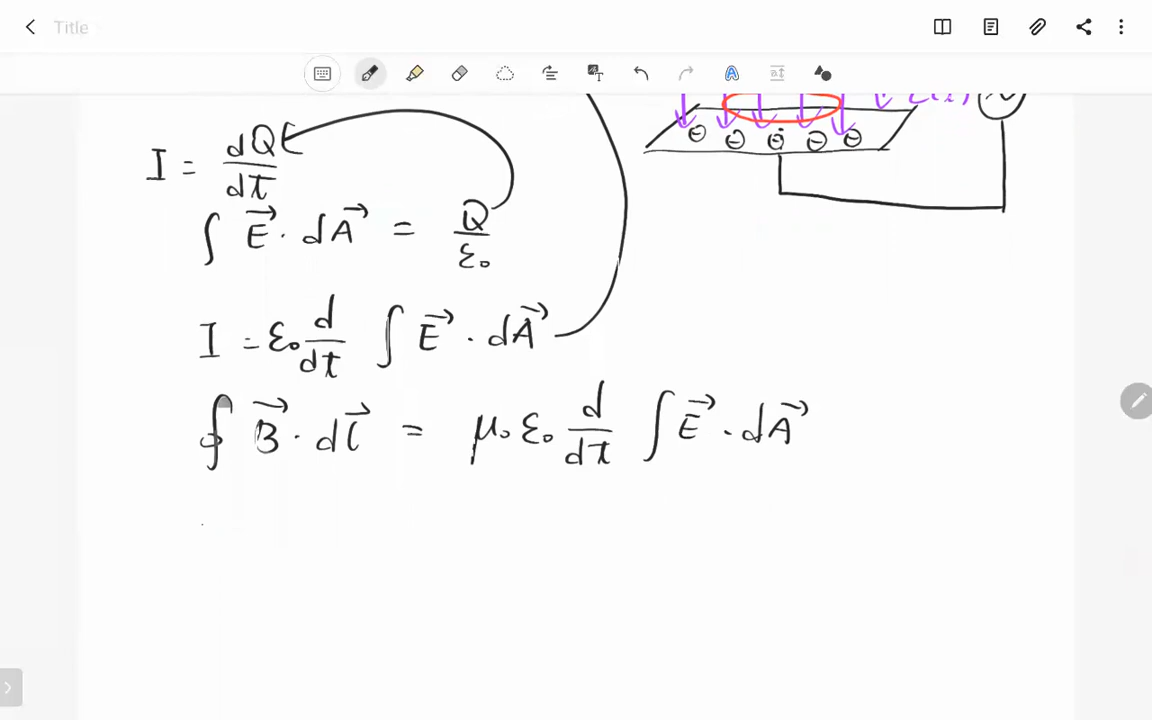 Title
E(t)
⊖ ⊖ ⊖ ⊖ ⊖
I = dQ/dt
∫ E⃗ · dA⃗ = Q/ε₀
I = ε₀ d/dt ∫ E⃗ · dA⃗
∮ B⃗ · dl⃗ = μ₀ ε₀ d/dt ∫ E⃗ · dA⃗